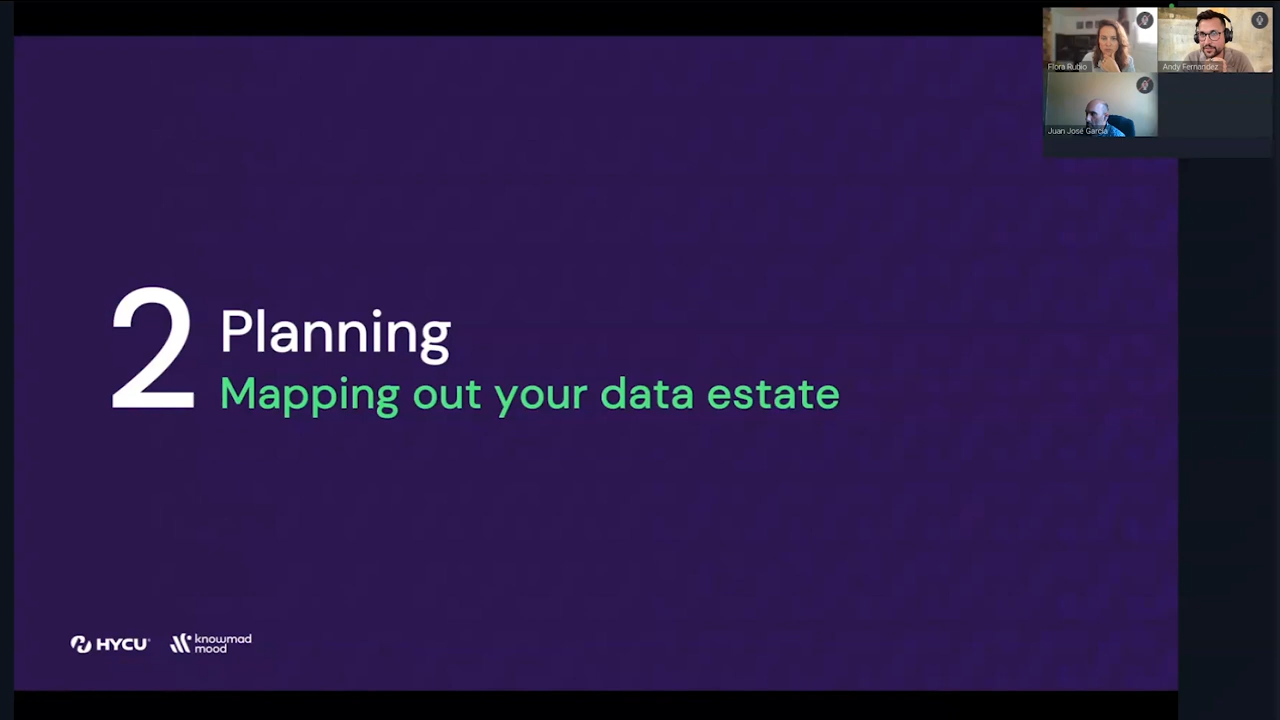 Flora Rubio
Andy Fernandez
Juan José García
2
Planning
Mapping out your data estate
HYCU
knowmad
mood